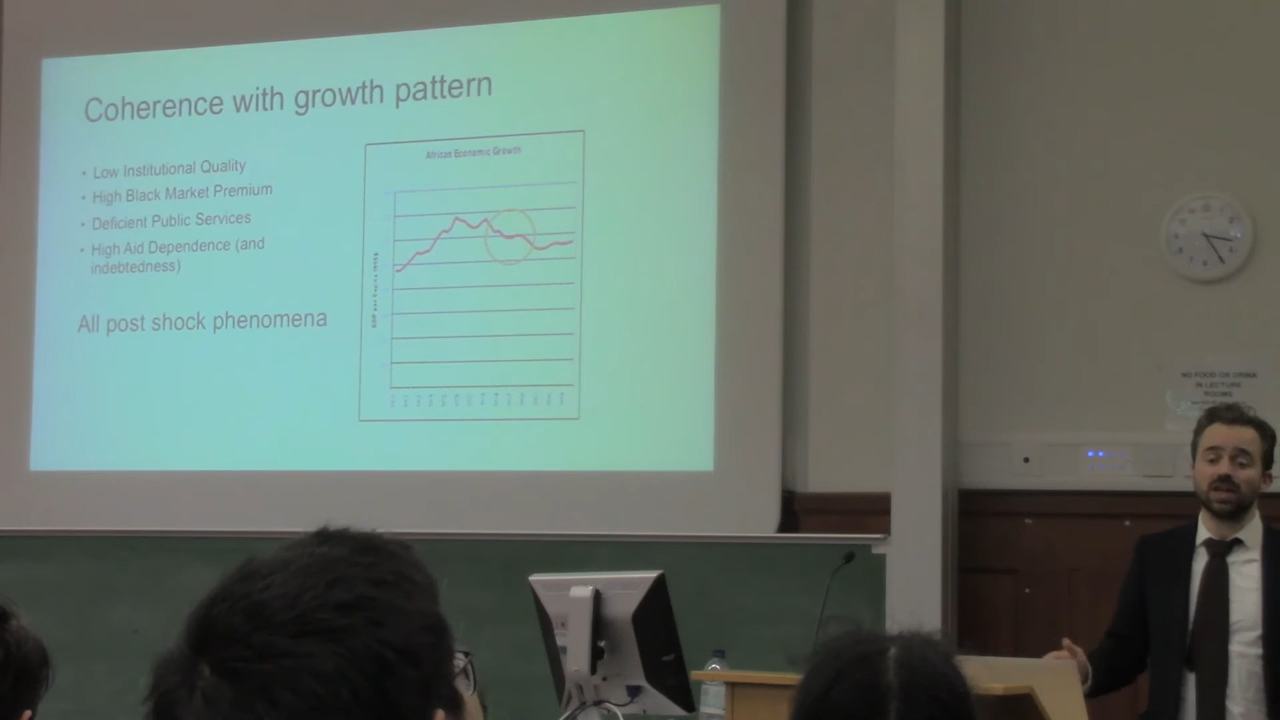 Coherence with growth pattern
• Low Institutional Quality
• High Black Market Premium
• Deficient Public Services
• High Aid Dependence (and
indebtedness)
All post shock phenomena
African Economic Growth
NO FOOD OR DRINK
IN LECTURE
ROOMS